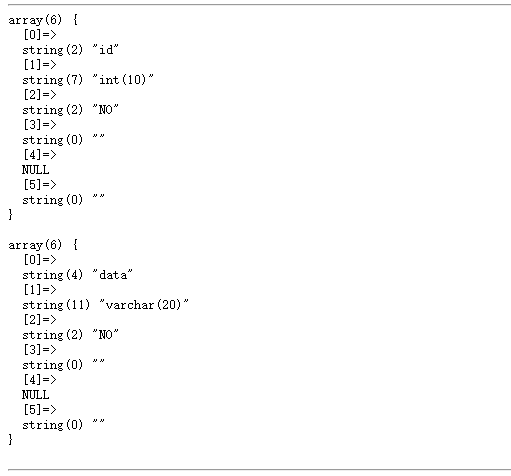 array(6) {
  [0]=>
  string(2) "id"
  [1]=>
  string(7) "int(10)"
  [2]=>
  string(2) "NO"
  [3]=>
  string(0) ""
  [4]=>
  NULL
  [5]=>
  string(0) ""
}

array(6) {
  [0]=>
  string(4) "data"
  [1]=>
  string(11) "varchar(20)"
  [2]=>
  string(2) "NO"
  [3]=>
  string(0) ""
  [4]=>
  NULL
  [5]=>
  string(0) ""
}